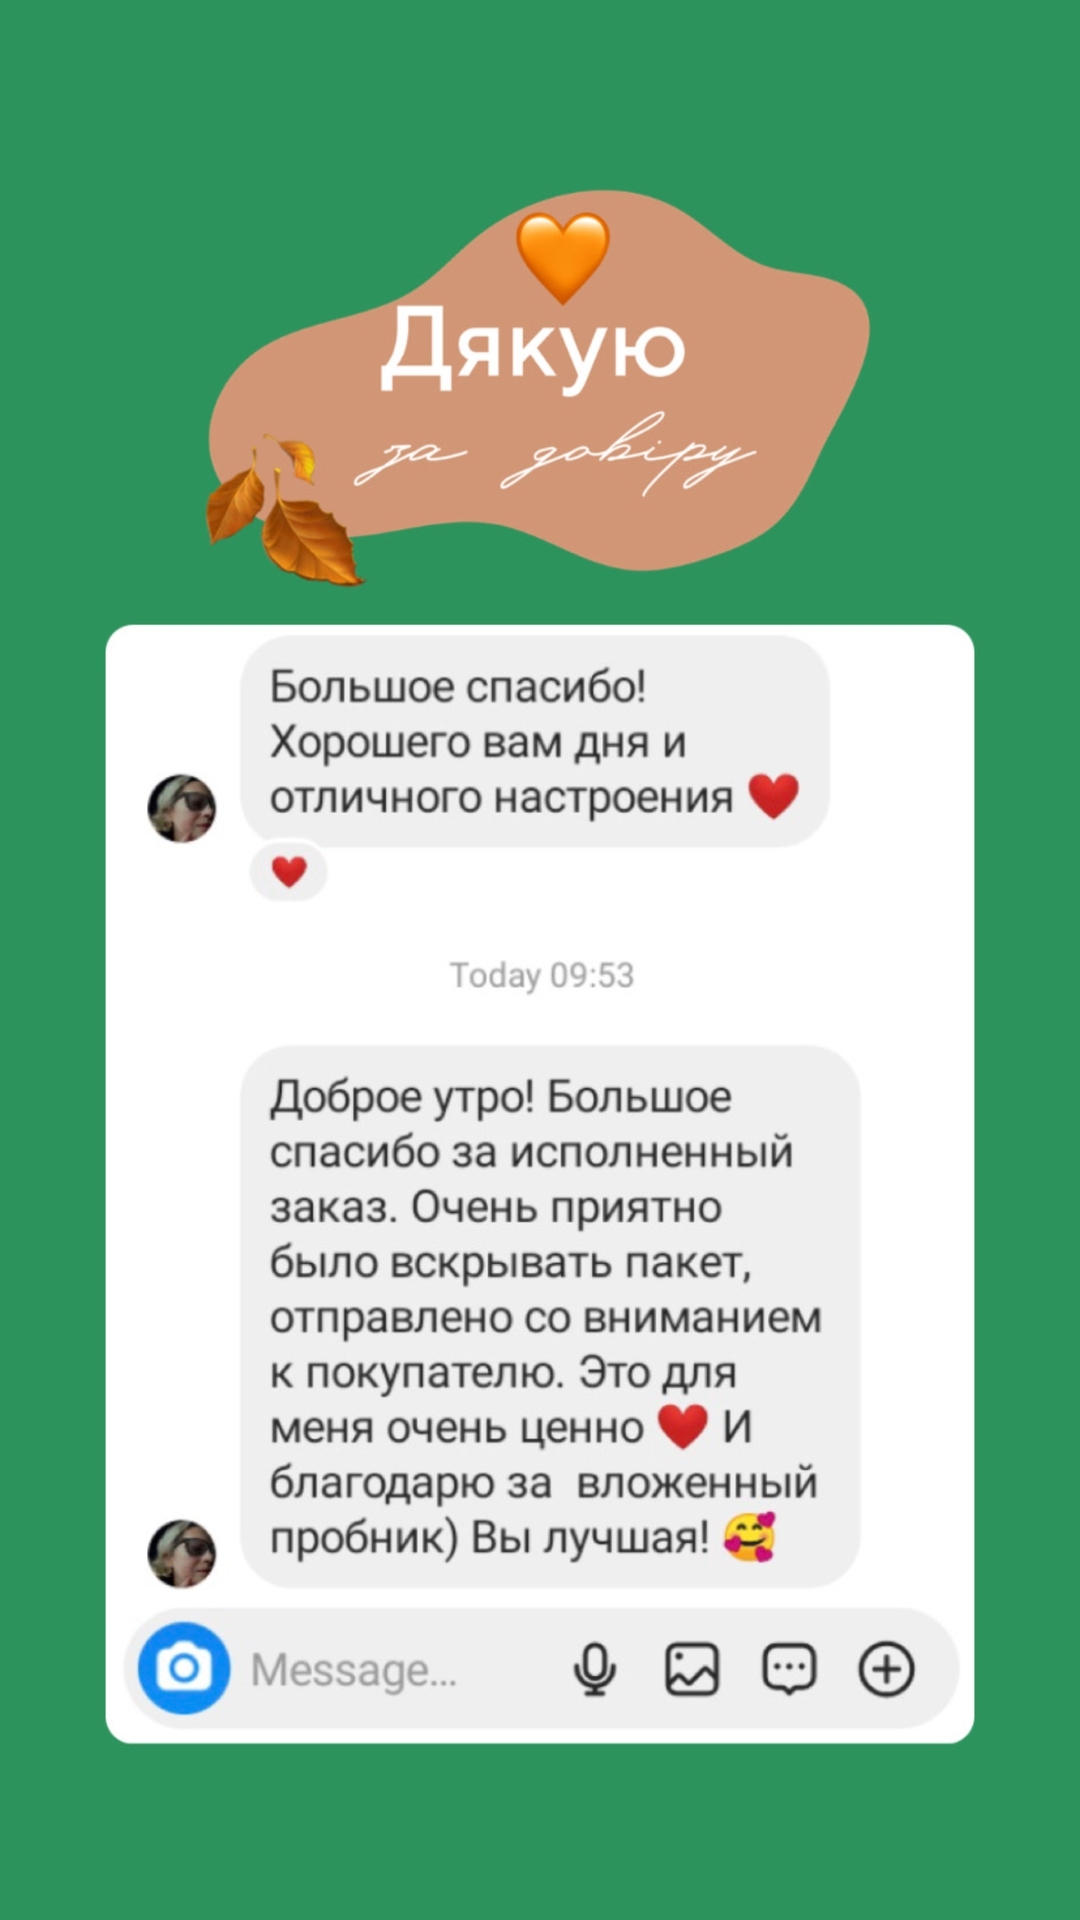 Дякую
за довіру
Большое спасибо!
Хорошего вам дня и
отличного настроения ❤️
❤️
Today 09:53
Доброе утро! Большое
спасибо за исполненный
заказ. Очень приятно
было вскрывать пакет,
отправлено со вниманием
к покупателю. Это для
меня очень ценно ❤️ И
благодарю за  вложенный
пробник) Вы лучшая! 🥰
Message...